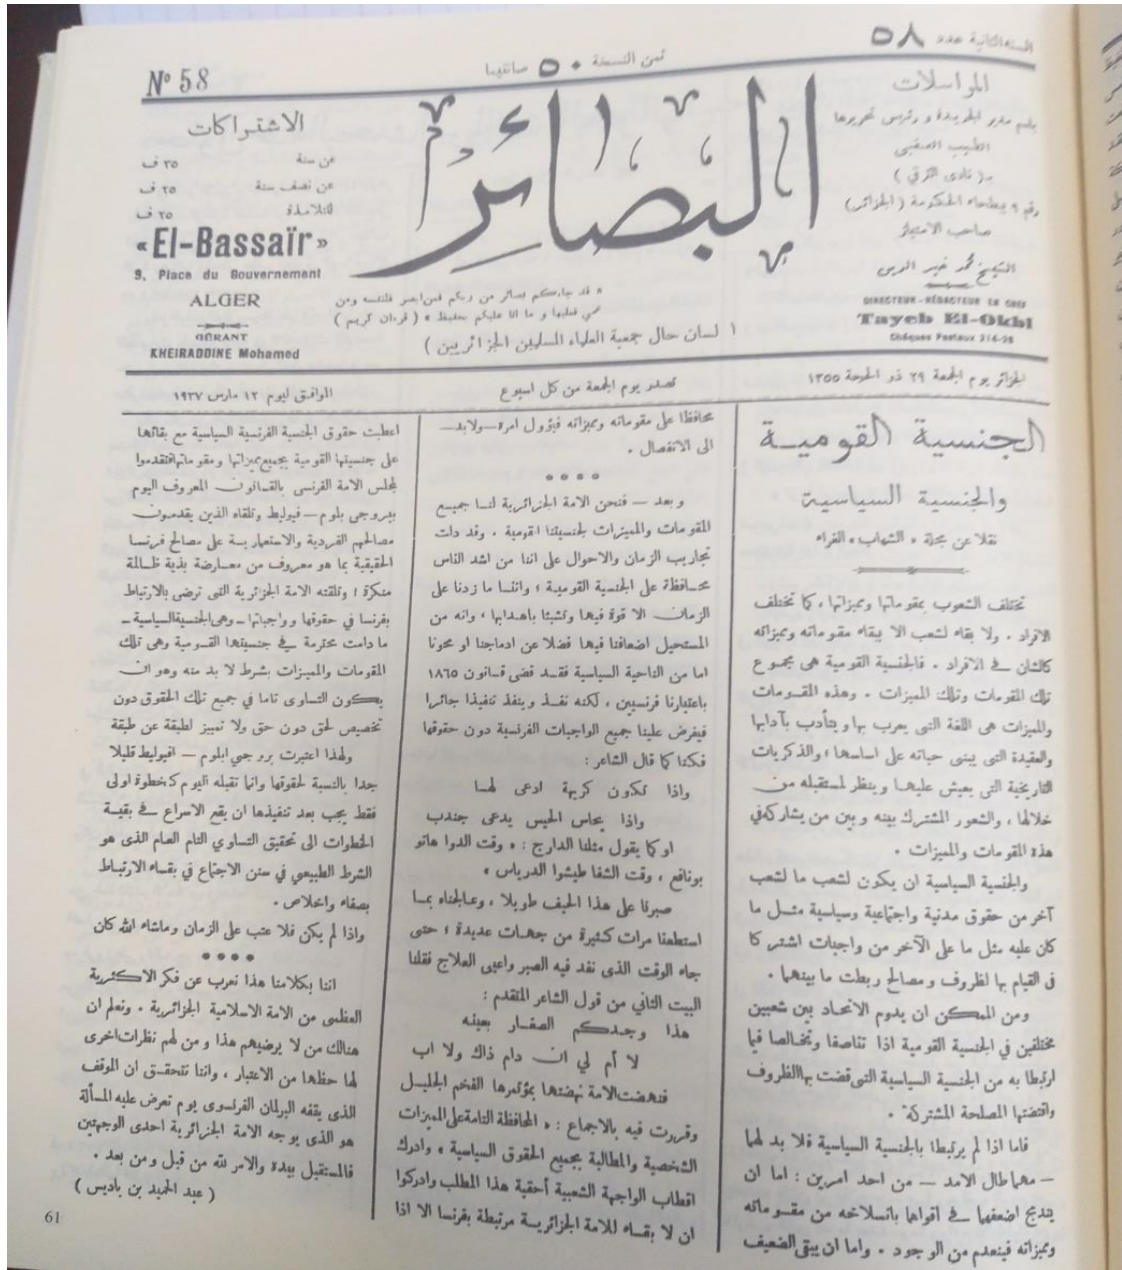 السنة الثانية عدد ٥٨
ثمن النسخة ٥٠ صانتيما
Nº 58
المراسلات
باسم مدير الجريدة ورئيس تحريرها
الطيب العقبي
بـ(نادي الترقي)
رقم ٩ ببطحاء الحكومة (الجزائر)
صاحب الامتياز
الشيخ محمد خير الدين
DIRECTEUR - RÉDACTEUR EN CHEF
Tayeb El-Okbi
Chéques Postaux 216-28
البصائر
« قد جاءكم بصائر من ربكم فمن ابصر فلنفسه ومن
عمي فعليها وما انا عليكم بحفيظ » (قرءان كريم)
(لسان حال جمعية العلماء المسلمين الجزائريين)
الاشتراكات
عن سنة ٣٥ ف
عن نصف سنة ٢٥ ف
للتلامذة ٢٥ ف
«El-Bassaïr»
9, Place du Gouvernement
ALGER
GÉRANT
KHEIRADDINE Mohamed
الجزائر يوم الجمعة ٢٩ ذو الحجة ١٣٥٥
تصدر يوم الجمعة من كل اسبوع
الموافق ليوم ١٢ مارس ١٩٣٧
الجنسية القومية
والجنسية السياسية
نقلا عن مجلة « الشهاب » الغراء
تختلف الشعوب بمقوماتها ومميزاتها، كما تختلف
الافراد . ولا بقاء لشعب الا ببقاء مقوماته ومميزاته
كالشان في الافراد . فالجنسية القومية هي مجموع
تلك المقومات وتلك المميزات . وهذه المقومات
والمميزات هي اللغة التي يعرب بها ويتأدب بآدابها
والعقيدة التي يبنى حياته على اساسها، والذكريات
التاريخية التي يعيش عليها وينظر لمستقبله من
خلالها، والشعور المشترك بينه وبين من يشاركه في
هذه المقومات والمميزات .
والجنسية السياسية ان يكون لشعب ما لشعب
آخر من حقوق مدنية واجتماعية وسياسية مثل ما
كان عليه مثل ما على الآخر من واجبات اشتركا
في القيام بها لظروف ومصالح ربطت ما بينهما .
ومن الممكن ان يدوم الاتحاد بين شعبين
مختلفين في الجنسية القومية اذا تناصفا وتخالصا فيما
ارتبطا به من الجنسية السياسية التي قضت بها الظروف
واقتضتها المصلحة المشتركة .
فاما اذا لم يرتبطا بالجنسية السياسية فلا بد لهما
— مهما طال الامد — من احد امرين : اما ان
يندمج اضعفهما في اقواهما بانسلاخه من مقوماته
ومميزاته فينعدم من الوجود . واما ان يبقى الضعيف
محافظا على مقوماته ومميزاته فيؤول امره — ولابد —
الى الانفصال .
• • • •
وبعد — فنحن الامة الجزائرية لنا جميع
المقومات والمميزات لجنسيتنا القومية . وقد دلت
تجاريب الزمان والاحوال على اننا من اشد الناس
محافظة على الجنسية القومية ؛ واننا ما زدنا على
الزمان الا قوة فيها وتشبثا باهدابها ، وانه من
المستحيل اضعافنا فيها فضلا عن ادماجنا او محونا
اما من الناحية السياسية فقد قضى قانون ١٨٦٥
باعتبارنا فرنسيين ، لكنه نفذ وينفذ تنفيذا جائرا
فيفرض علينا جميع الواجبات الفرنسية دون حقوقها
فكنا كما قال الشاعر :
واذا تكون كريهة ادعى لها
واذا يحاس الحيس يدعى جندب
او كما يقول مثلنا الدارج : « وقت الدوا هاتو
بونافع ، وقت الشفا طيشوا الدرياس »
صبرنا على هذا الحيف طويلا ، وعالجناه بما
استطعنا مرات كثيرة من جهات عديدة ؛ حتى
جاء الوقت الذى نفد فيه الصبر واعيى العلاج فقلنا
البيت الثاني من قول الشاعر المتقدم :
هذا وجدكم الصغار بعينه
لا أم لي ان دام ذاك ولا اب
فنهضت الامة نهضتها بمؤتمرها الفخم الجليل
وقررت فيه بالاجماع : « المحافظة التامة على المميزات
الشخصية والمطالبة بجميع الحقوق السياسية » وادرك
اقطاب الواجهة الشعبية أحقية هذا المطلب وادركوا
ان لا بقاء للامة الجزائرية مرتبطة بفرنسا الا اذا
اعطيت حقوق الجنسية الفرنسية السياسية مع بقائها
على جنسيتها القومية بجميع مميزاتها ومقوماتها فتقدموا
لمجلس الامة الفرنسى بالقانون المعروف اليوم
ببروجى بلوم — فيوليط وتلقاه الذين يقدمون
مصالحهم الفردية والاستعمارية على مصالح فرنسا
الحقيقية بما هو معروف من معارضة بذية ظالمة
منكرة ؛ وتلقته الامة الجزائرية التي ترضى بالارتباط
بفرنسا في حقوقها وواجباتها — وهي الجنسية السياسية —
ما دامت محترمة في جنسيتها القومية وهي تلك
المقومات والمميزات بشرط لا بد منه وهو ان
يكون التساوى تاما في جميع تلك الحقوق دون
تخصيص لحق دون حق ولا تمييز لطبقة عن طبقة
ولهذا اعتبرت بروجي ابلوم — افيوليط قليلا
جدا بالنسبة لحقوقها وانما تقبله اليوم كخطوة اولى
فقط يجب بعد تنفيذها ان يقع الاسراع في بقية
الخطوات الى تحقيق التساوي التام العام الذى هو
الشرط الطبيعي في سنن الاجتماع في بقاء الارتباط
بصفاء واخلاص .
واذا لم يكن فلا عتب على الزمان وماشاء الله كان
• • • •
اننا بكلامنا هذا نعرب عن فكر الاكثرية
العظمى من الامة الاسلامية الجزائرية . ونعلم ان
هنالك من لا يرضيهم هذا ومن لهم نظرات اخرى
لها حظها من الاعتبار ، واننا نتحقق ان الموقف
الذى يقفه البرلمان الفرنسوى يوم تعرض عليه المسألة
هو الذى يوجه الامة الجزائرية احدى الوجهتين
فالمستقبل بيده والامر لله من قبل ومن بعد .
(عبد الحميد بن باديس)
61